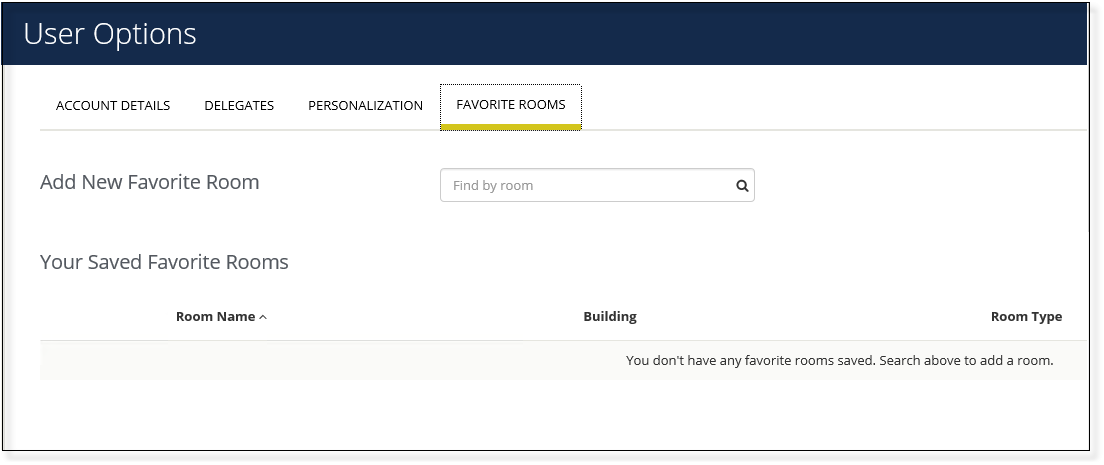 User Options
ACCOUNT DETAILS DELEGATES PERSONALIZATION FAVORITE ROOMS
Add New Favorite Room Find by room
Your Saved Favorite Rooms
Room Name Building Room Type
You don't have any favorite rooms saved. Search above to add a room.